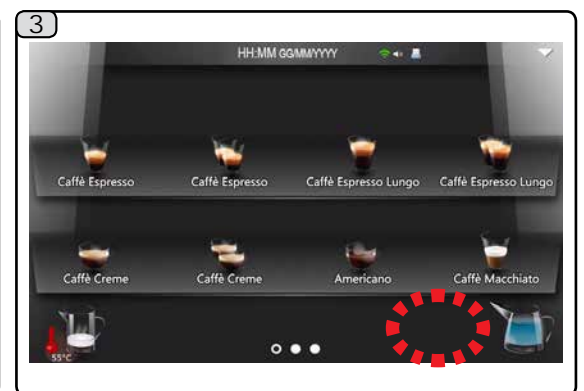 3
HH:MM GG/MM/YYYY
Caffè Espresso Caffè Espresso Caffè Espresso Lungo Caffè Espresso Lungo
Caffè Creme Caffè Creme Americano Caffè Macchiato
55°C